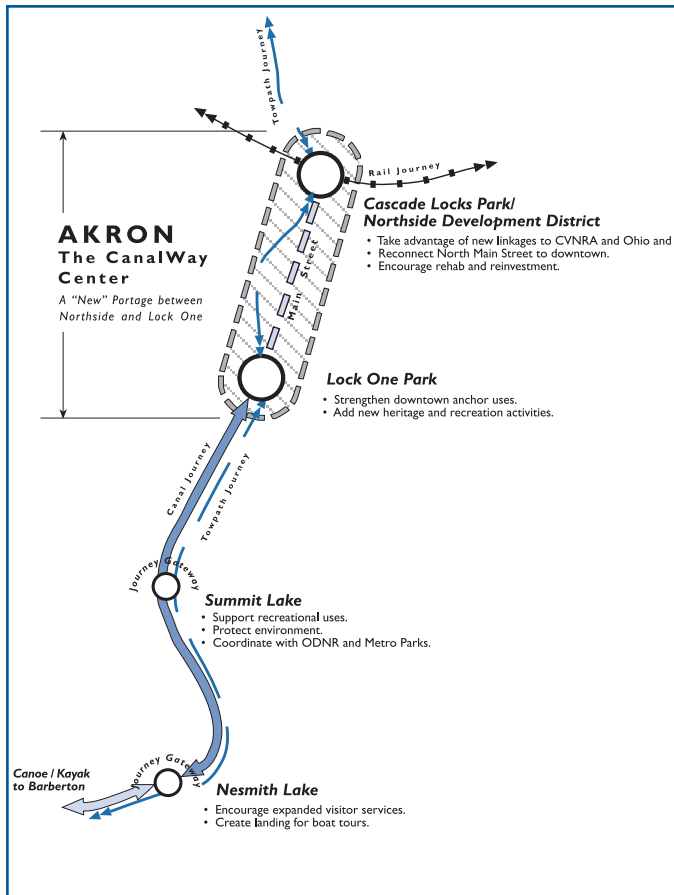 Towpath Journey
Rail Journey
AKRON
The CanalWay
Center
A “New” Portage between
Northside and Lock One
Main Street
Cascade Locks Park/
Northside Development District
• Take advantage of new linkages to CVNRA and Ohio and
• Reconnect North Main Street to downtown.
• Encourage rehab and reinvestment.
Lock One Park
• Strengthen downtown anchor uses.
• Add new heritage and recreation activities.
Canal Journey
Towpath Journey
Journey Gateway
Summit Lake
• Support recreational uses.
• Protect environment.
• Coordinate with ODNR and Metro Parks.
Journey Gateway
Canoe / Kayak
to Barberton
Nesmith Lake
• Encourage expanded visitor services.
• Create landing for boat tours.